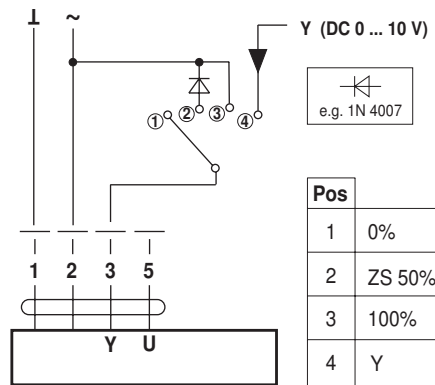 ⊥ ~
Y (DC 0 ... 10 V)
① ② ③ ④
e.g. 1N 4007
1 2 3 5
Y U
Pos
1 0%
2 ZS 50%
3 100%
4 Y